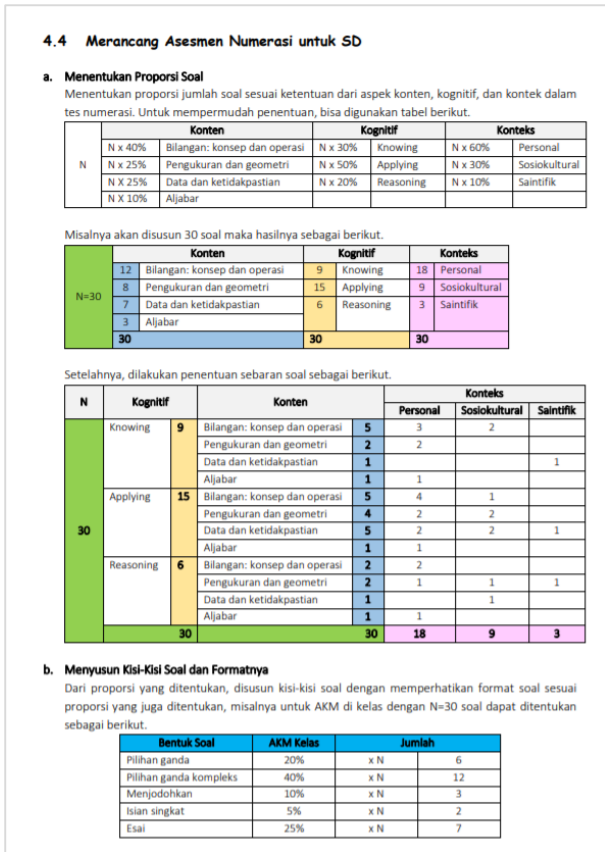 4.4 Merancang Asesmen Numerasi untuk SD
a. Menentukan Proporsi Soal
Menentukan proporsi jumlah soal sesuai ketentuan dari aspek konten, kognitif, dan kontek dalam
tes numerasi. Untuk mempermudah penentuan, bisa digunakan tabel berikut.
Konten Kognitif Konteks
N x 40% Bilangan: konsep dan operasi N x 30% Knowing N x 60% Personal
N N x 25% Pengukuran dan geometri N x 50% Applying N x 30% Sosiokultural
N X 25% Data dan ketidakpastian N x 20% Reasoning N x 10% Saintifik
N X 10% Aljabar
Misalnya akan disusun 30 soal maka hasilnya sebagai berikut.
Konten Kognitif Konteks
12 Bilangan: konsep dan operasi 9 Knowing 18 Personal
N=30 8 Pengukuran dan geometri 15 Applying 9 Sosiokultural
7 Data dan ketidakpastian 6 Reasoning 3 Saintifik
3 Aljabar
30 30 30
Setelahnya, dilakukan penentuan sebaran soal sebagai berikut.
N Kognitif Konten Konteks
Personal Sosiokultural Saintifik
Knowing 9 Bilangan: konsep dan operasi 5 3 2
Pengukuran dan geometri 2 2
Data dan ketidakpastian 1 1
Aljabar 1 1
Applying 15 Bilangan: konsep dan operasi 5 4 1
Pengukuran dan geometri 4 2 2
30 Data dan ketidakpastian 5 2 2 1
Aljabar 1 1
Reasoning 6 Bilangan: konsep dan operasi 2 2
Pengukuran dan geometri 2 1 1 1
Data dan ketidakpastian 1 1
Aljabar 1 1
30 30 18 9 3
b. Menyusun Kisi-Kisi Soal dan Formatnya
Dari proporsi yang ditentukan, disusun kisi-kisi soal dengan memperhatikan format soal sesuai
proporsi yang juga ditentukan, misalnya untuk AKM di kelas dengan N=30 soal dapat ditentukan
sebagai berikut.
Bentuk Soal AKM Kelas Jumlah
Pilihan ganda 20% x N 6
Pilihan ganda kompleks 40% x N 12
Menjodohkan 10% x N 3
Isian singkat 5% x N 2
Esai 25% x N 7